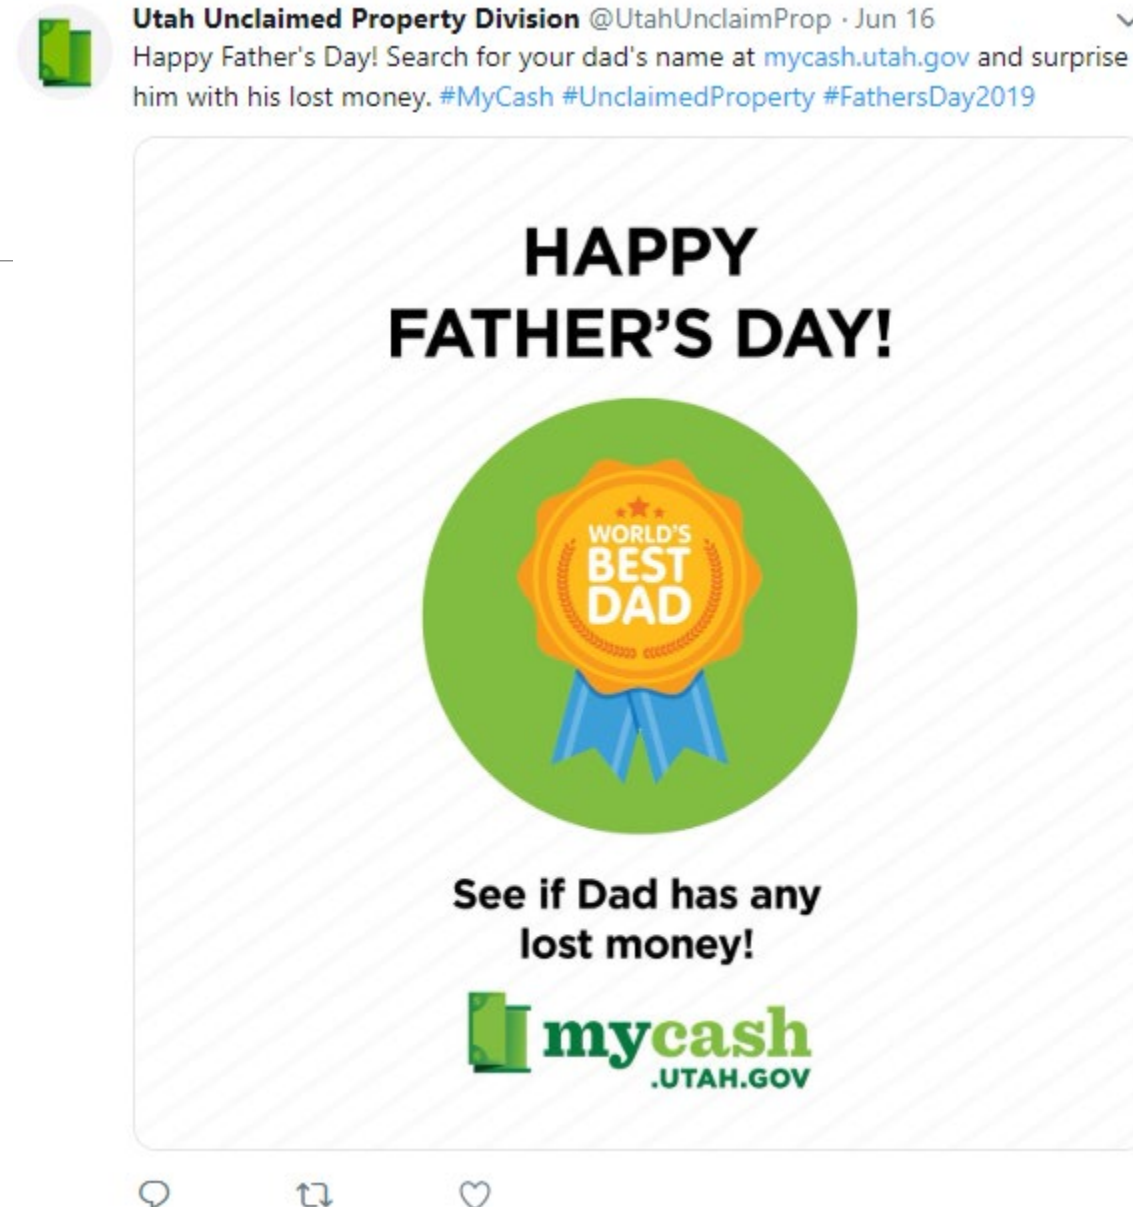 Utah Unclaimed Property Division @UtahUnclaimProp · Jun 16
Happy Father's Day! Search for your dad's name at mycash.utah.gov and surprise
him with his lost money. #MyCash #UnclaimedProperty #FathersDay2019
HAPPY
FATHER’S DAY!
WORLD’S
BEST
DAD
See if Dad has any
lost money!
mycash
.UTAH.GOV